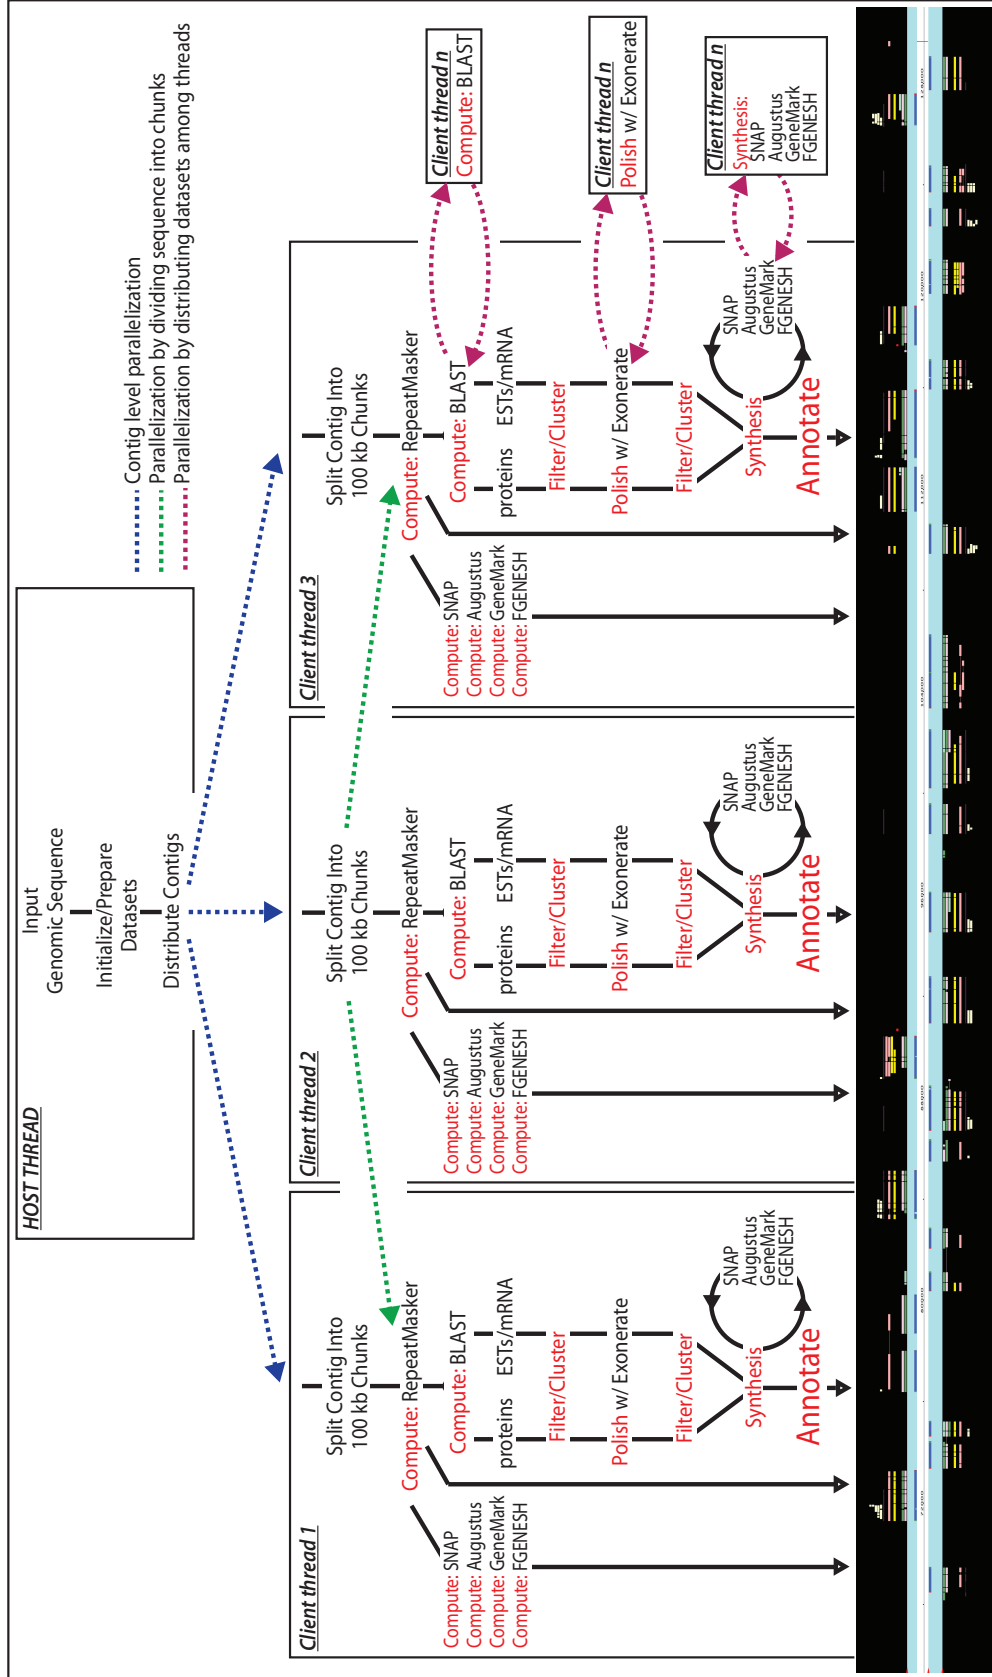 HOST THREAD
Input
Genomic Sequence
Initialize/Prepare
Datasets
Distribute Contigs
Contig level parallelization
Parallelization by dividing sequence into chunks
Parallelization by distributing datasets among threads
Client thread 1
Split Contig Into
100 kb Chunks
Compute: RepeatMasker
Compute: SNAP
Compute: Augustus
Compute: GeneMark
Compute: FGENESH
Compute: BLAST
proteins ESTs/mRNA
Filter/Cluster
Polish w/ Exonerate
Filter/Cluster
Synthesis
SNAP
Augustus
GeneMark
FGENESH
Annotate
Client thread 2
Split Contig Into
100 kb Chunks
Compute: RepeatMasker
Compute: SNAP
Compute: Augustus
Compute: GeneMark
Compute: FGENESH
Compute: BLAST
proteins ESTs/mRNA
Filter/Cluster
Polish w/ Exonerate
Filter/Cluster
Synthesis
SNAP
Augustus
GeneMark
FGENESH
Annotate
Client thread 3
Split Contig Into
100 kb Chunks
Compute: RepeatMasker
Compute: SNAP
Compute: Augustus
Compute: GeneMark
Compute: FGENESH
Compute: BLAST
proteins ESTs/mRNA
Filter/Cluster
Polish w/ Exonerate
Filter/Cluster
Synthesis
SNAP
Augustus
GeneMark
FGENESH
Annotate
Client thread n
Compute: BLAST
Client thread n
Polish w/ Exonerate
Client thread n
Synthesis:
SNAP
Augustus
GeneMark
FGENESH